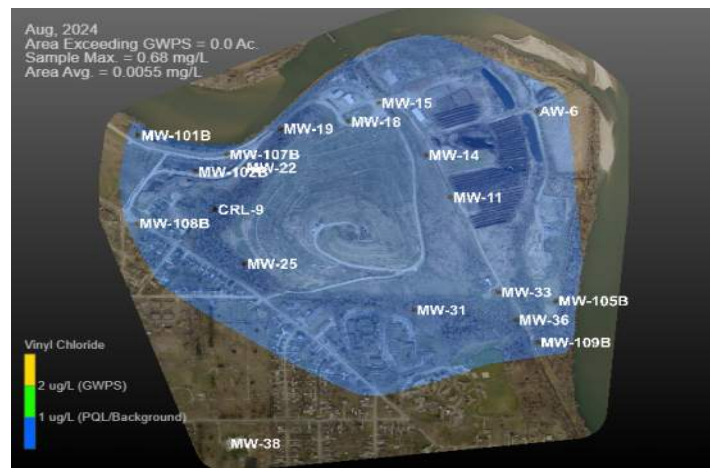 Aug, 2024
Area Exceeding GWPS = 0.0 Ac.
Sample Max. = 0.68 mg/L
Area Avg. = 0.0055 mg/L
MW-15
AW-6
MW-18
MW-19
MW-101B
MW-107B
MW-14
MW-22
MW-102B
MW-11
CRL-9
MW-108B
MW-25
MW-33
MW-105B
MW-31
MW-36
MW-109B
Vinyl Chloride
2 ug/L (GWPS)
1 ug/L (PQL/Background)
MW-38